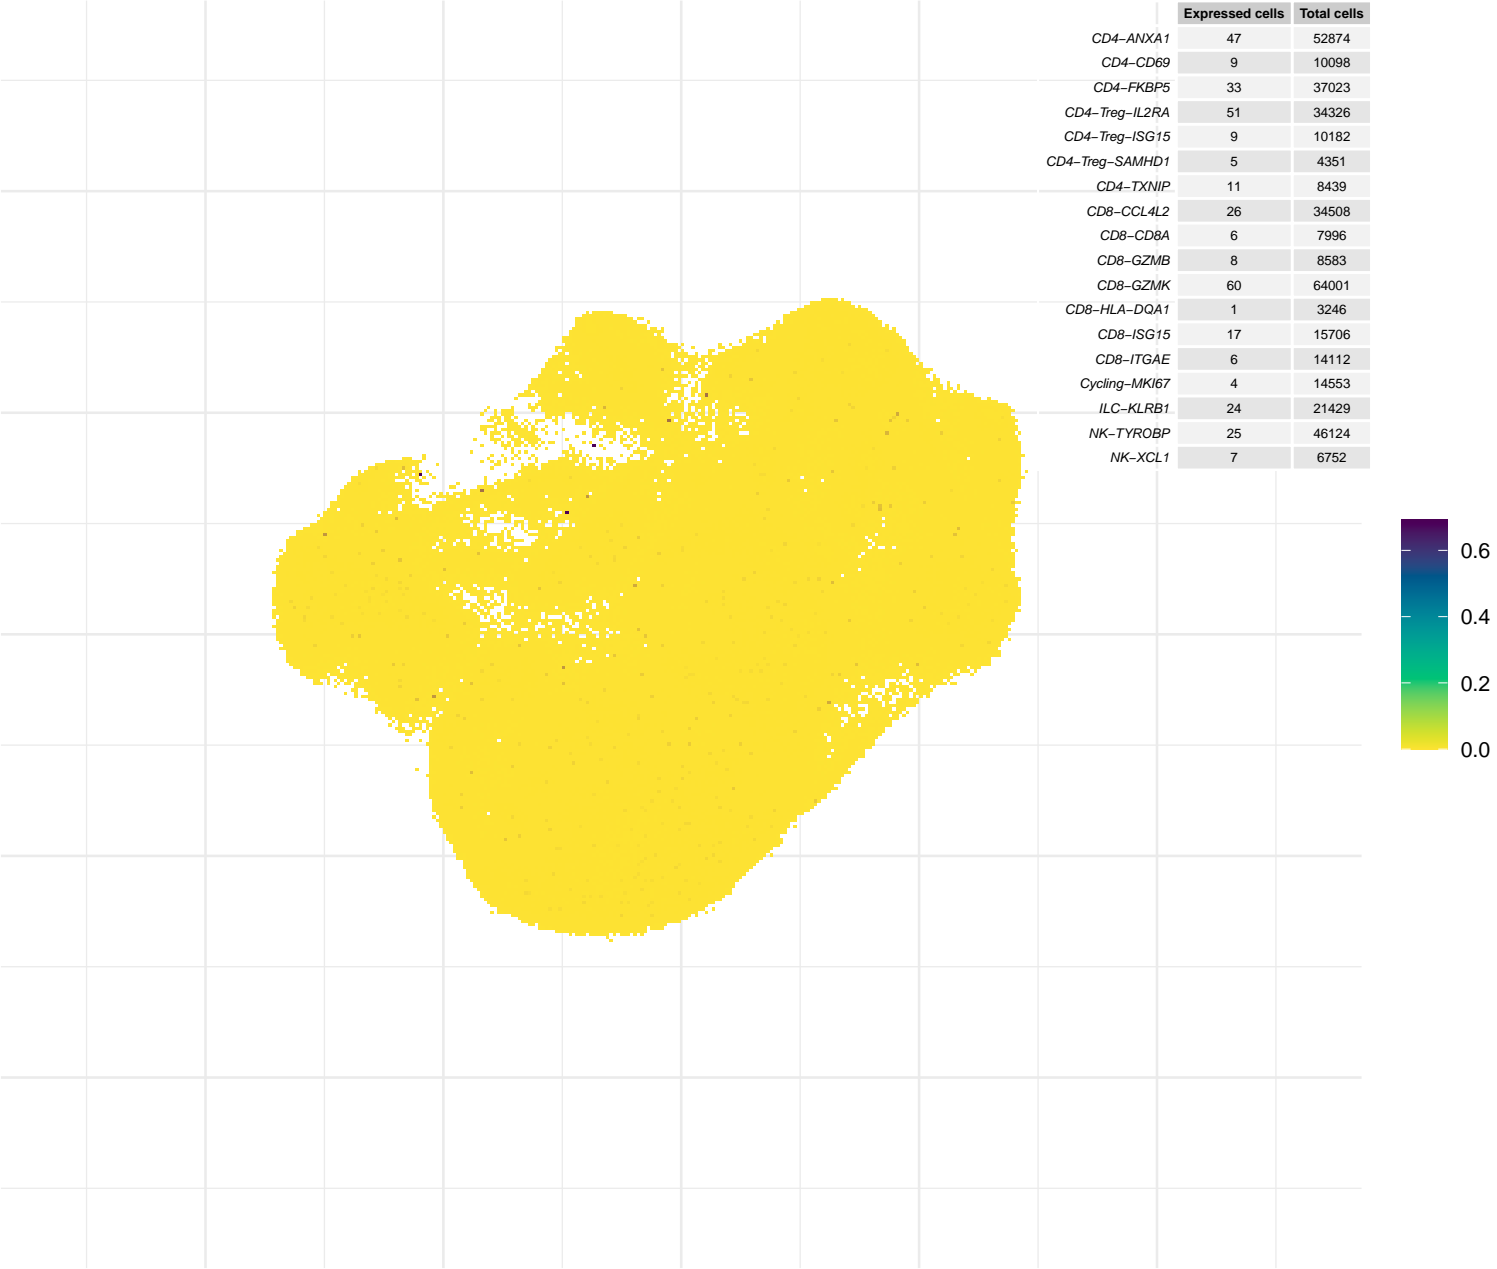 Expressed cells Total cells
CD4−ANXA1 47 52874
CD4−CD69 9 10098
CD4−FKBP5 33 37023
CD4−Treg−IL2RA 51 34326
CD4−Treg−ISG15 9 10182
CD4−Treg−SAMHD1 5 4351
CD4−TXNIP 11 8439
CD8−CCL4L2 26 34508
CD8−CD8A 6 7996
CD8−GZMB 8 8583
CD8−GZMK 60 64001
CD8−HLA−DQA1 1 3246
CD8−ISG15 17 15706
CD8−ITGAE 6 14112
Cycling−MKI67 4 14553
ILC−KLRB1 24 21429
NK−TYROBP 25 46124
NK−XCL1 7 6752
0.6
0.4
0.2
0.0